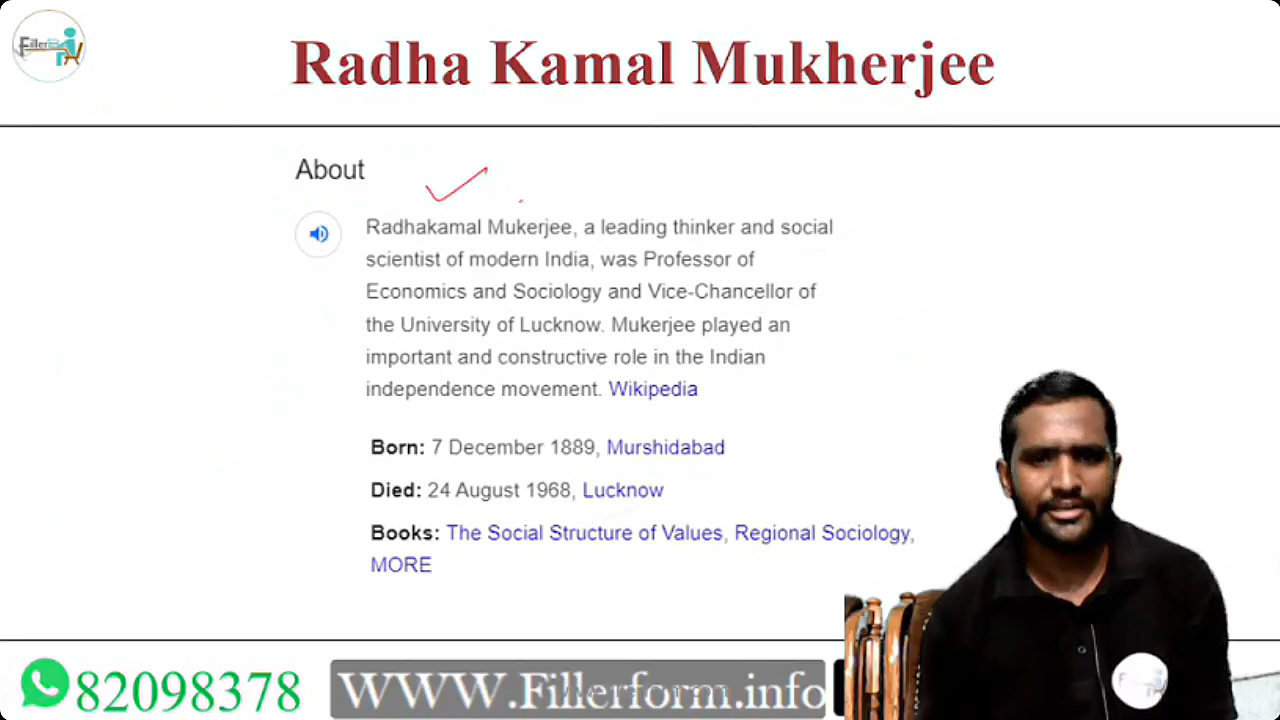 Radha Kamal Mukherjee
About
Radhakamal Mukerjee, a leading thinker and social
scientist of modern India, was Professor of
Economics and Sociology and Vice-Chancellor of
the University of Lucknow. Mukerjee played an
important and constructive role in the Indian
independence movement. Wikipedia
Born: 7 December 1889, Murshidabad
Died: 24 August 1968, Lucknow
Books: The Social Structure of Values, Regional Sociology,
MORE
82098378
WWW.Fillerform.info